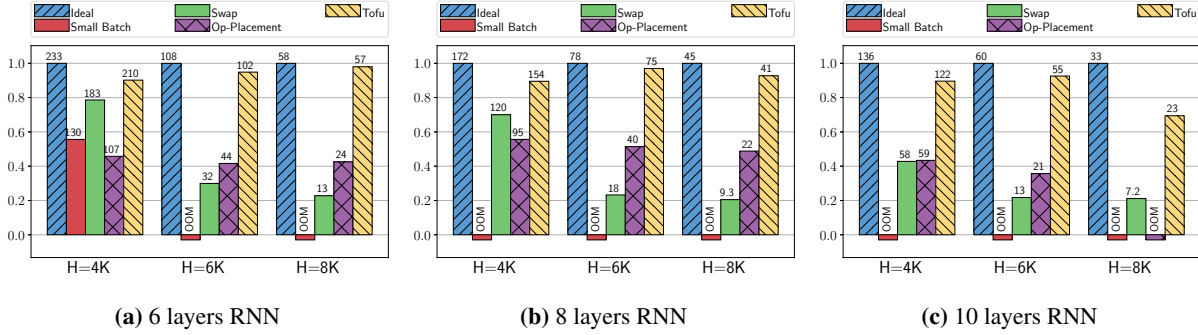 Ideal Swap Tofu
Small Batch Op-Placement
233 130 183 107 210 108 OOM 32 44 102 58 OOM 13 24 57
1.0
0.8
0.6
0.4
0.2
0.0
H=4K H=6K H=8K
(a) 6 layers RNN
Ideal Swap Tofu
Small Batch Op-Placement
172 OOM 120 95 154 78 OOM 18 40 75 45 OOM 9.3 22 41
1.0
0.8
0.6
0.4
0.2
0.0
H=4K H=6K H=8K
(b) 8 layers RNN
Ideal Swap Tofu
Small Batch Op-Placement
136 OOM 58 59 122 60 OOM 13 21 55 33 OOM 7.2 OOM 23
1.0
0.8
0.6
0.4
0.2
0.0
H=4K H=6K H=8K
(c) 10 layers RNN